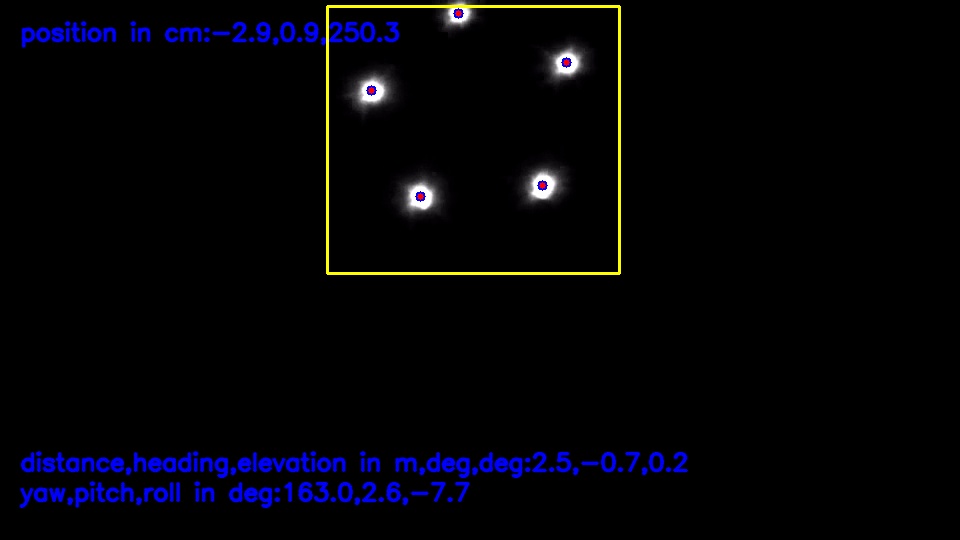 position in cm:-2.9,0.9,250.3
distance,heading,elevation in m,deg,deg:2.5,-0.7,0.2
yaw,pitch,roll in deg:163.0,2.6,-7.7